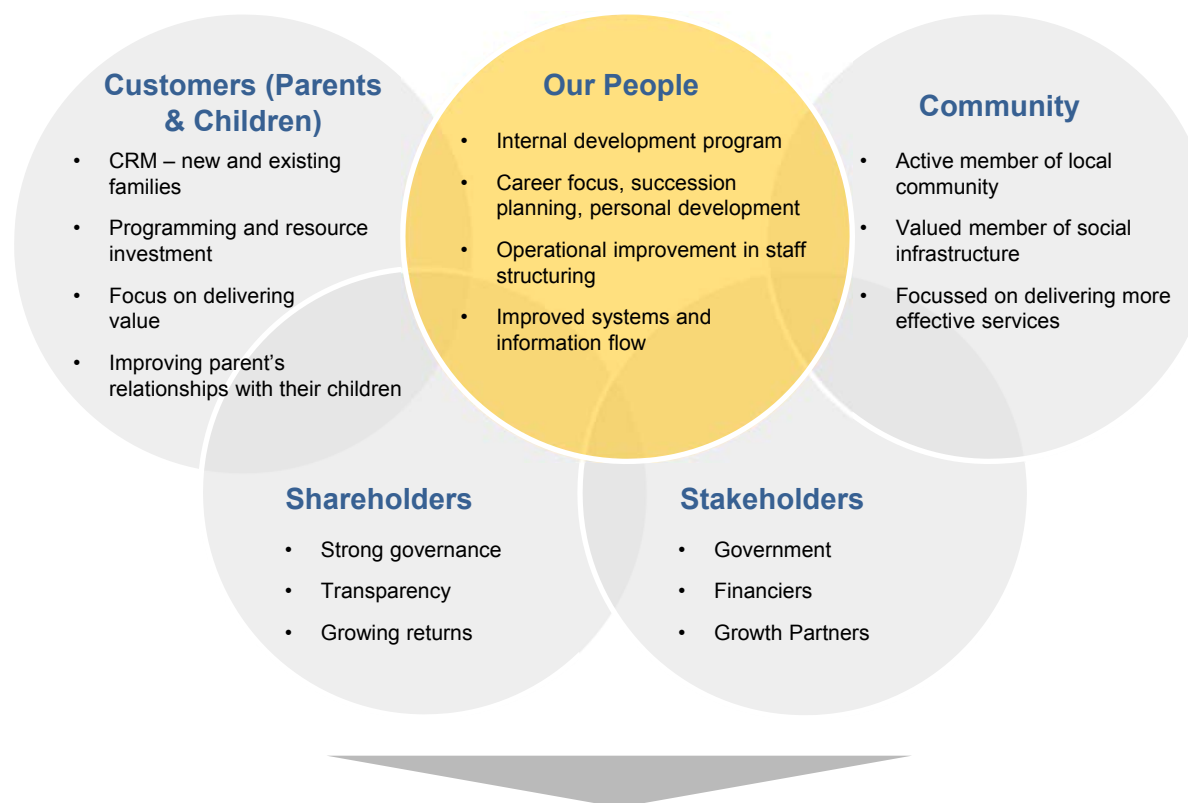 Customers (Parents
& Children)
• CRM – new and existing
families
• Programming and resource
investment
• Focus on delivering
value
• Improving parent’s
relationships with their children
Our People
• Internal development program
• Career focus, succession
planning, personal development
• Operational improvement in staff
structuring
• Improved systems and
information flow
Community
• Active member of local
community
• Valued member of social
infrastructure
• Focussed on delivering more
effective services
Shareholders
• Strong governance
• Transparency
• Growing returns
Stakeholders
• Government
• Financiers
• Growth Partners